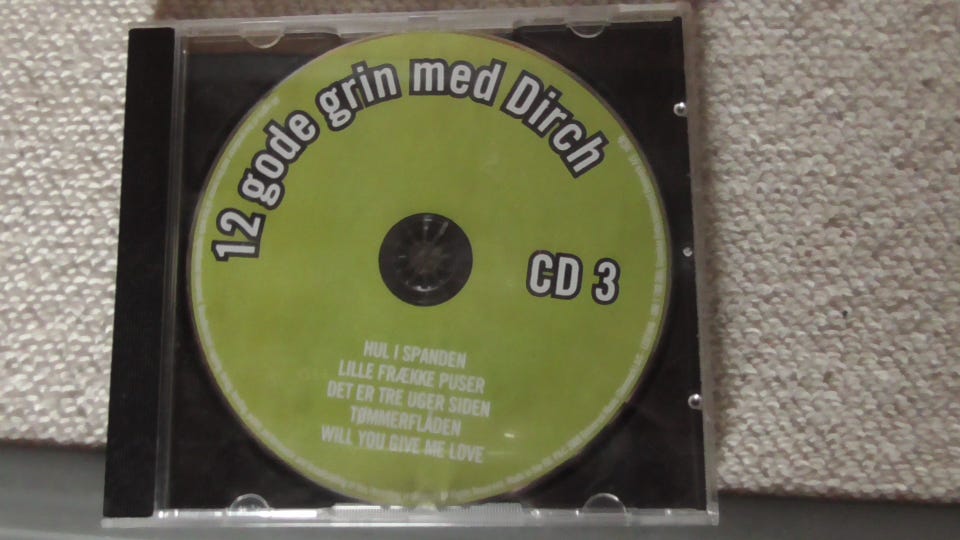 12 gode grin med Dirch
CD 3
HUL I SPANDEN
LILLE FRÆKKE PUSER
DET ER TRE UGER SIDEN
TØMMERFLÅDEN
WILL YOU GIVE ME LOVE